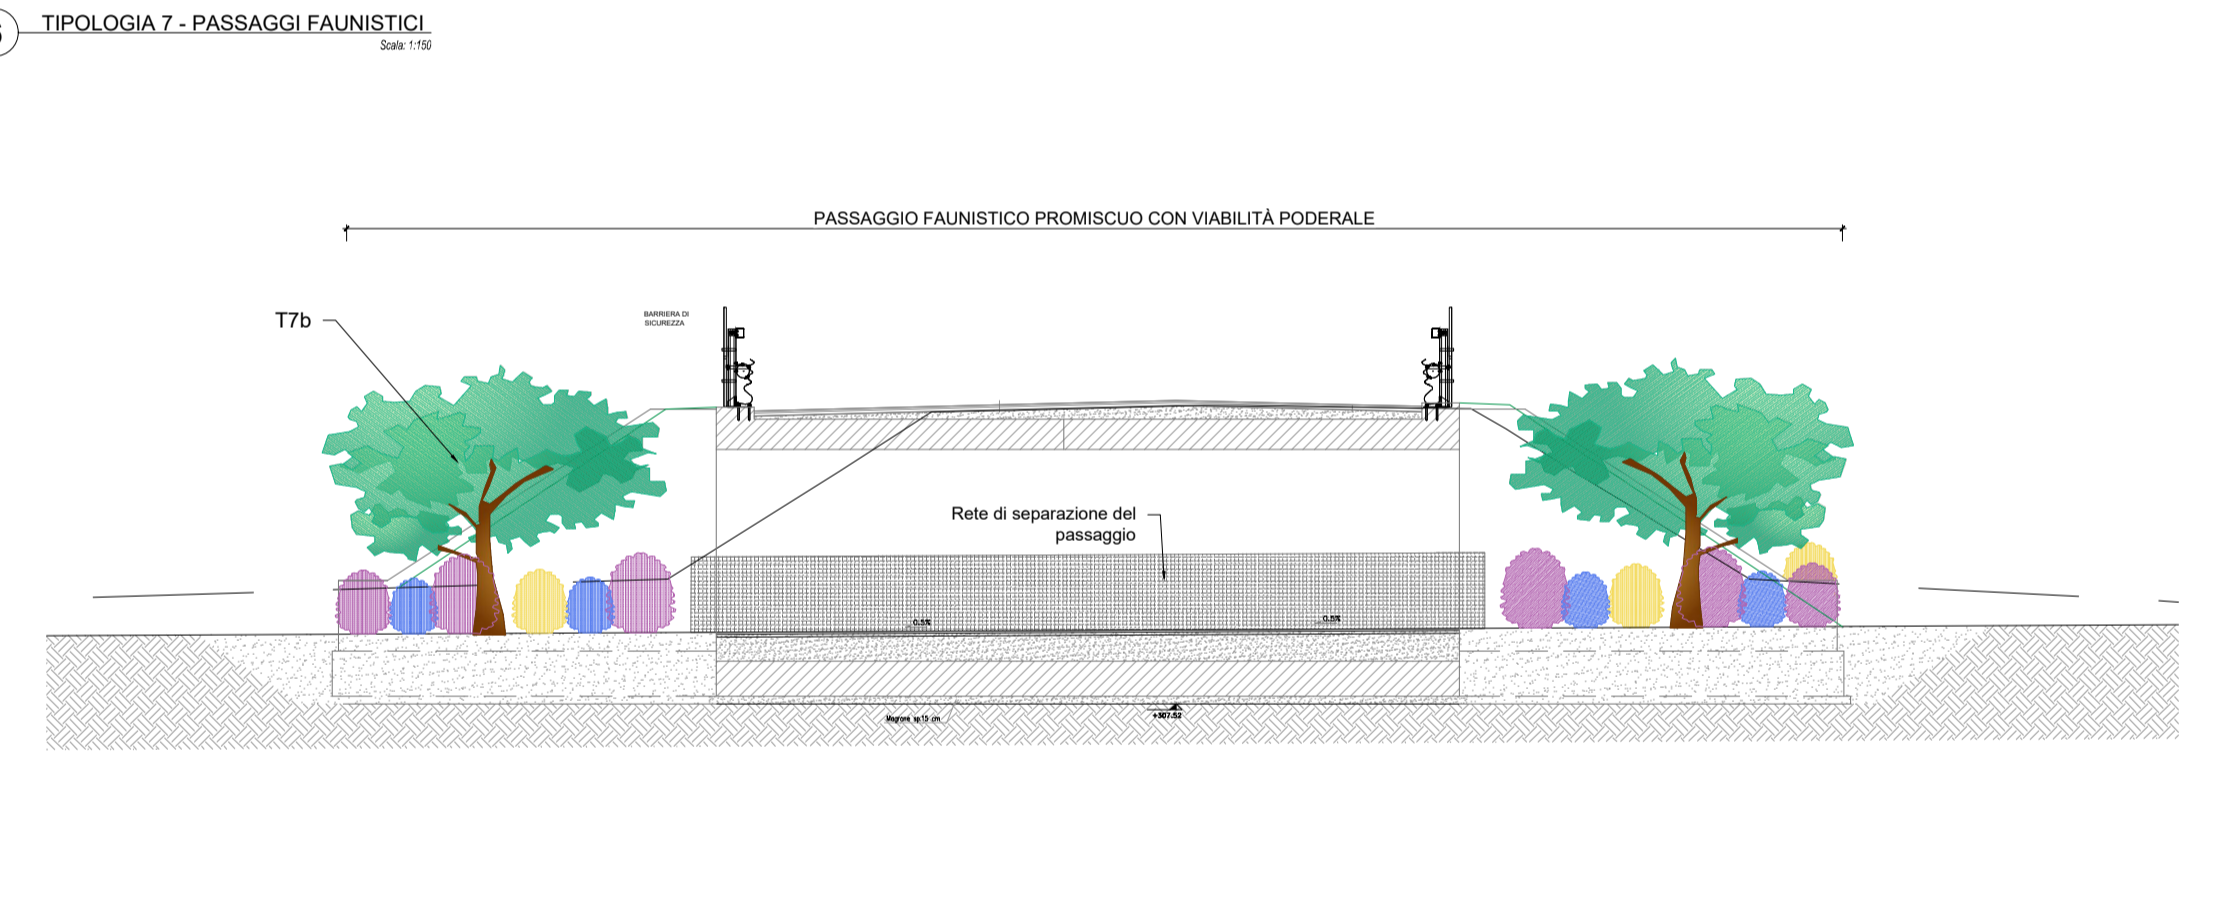 TIPOLOGIA 7 - PASSAGGI FAUNISTICI
Scala: 1:150
PASSAGGIO FAUNISTICO PROMISCUO CON VIABILITÀ PODERALE
T7b
BARRIERA DI
SICUREZZA
Rete di separazione del
passaggio
0.5%
0.5%
Magrone sp.15 cm
+307.52